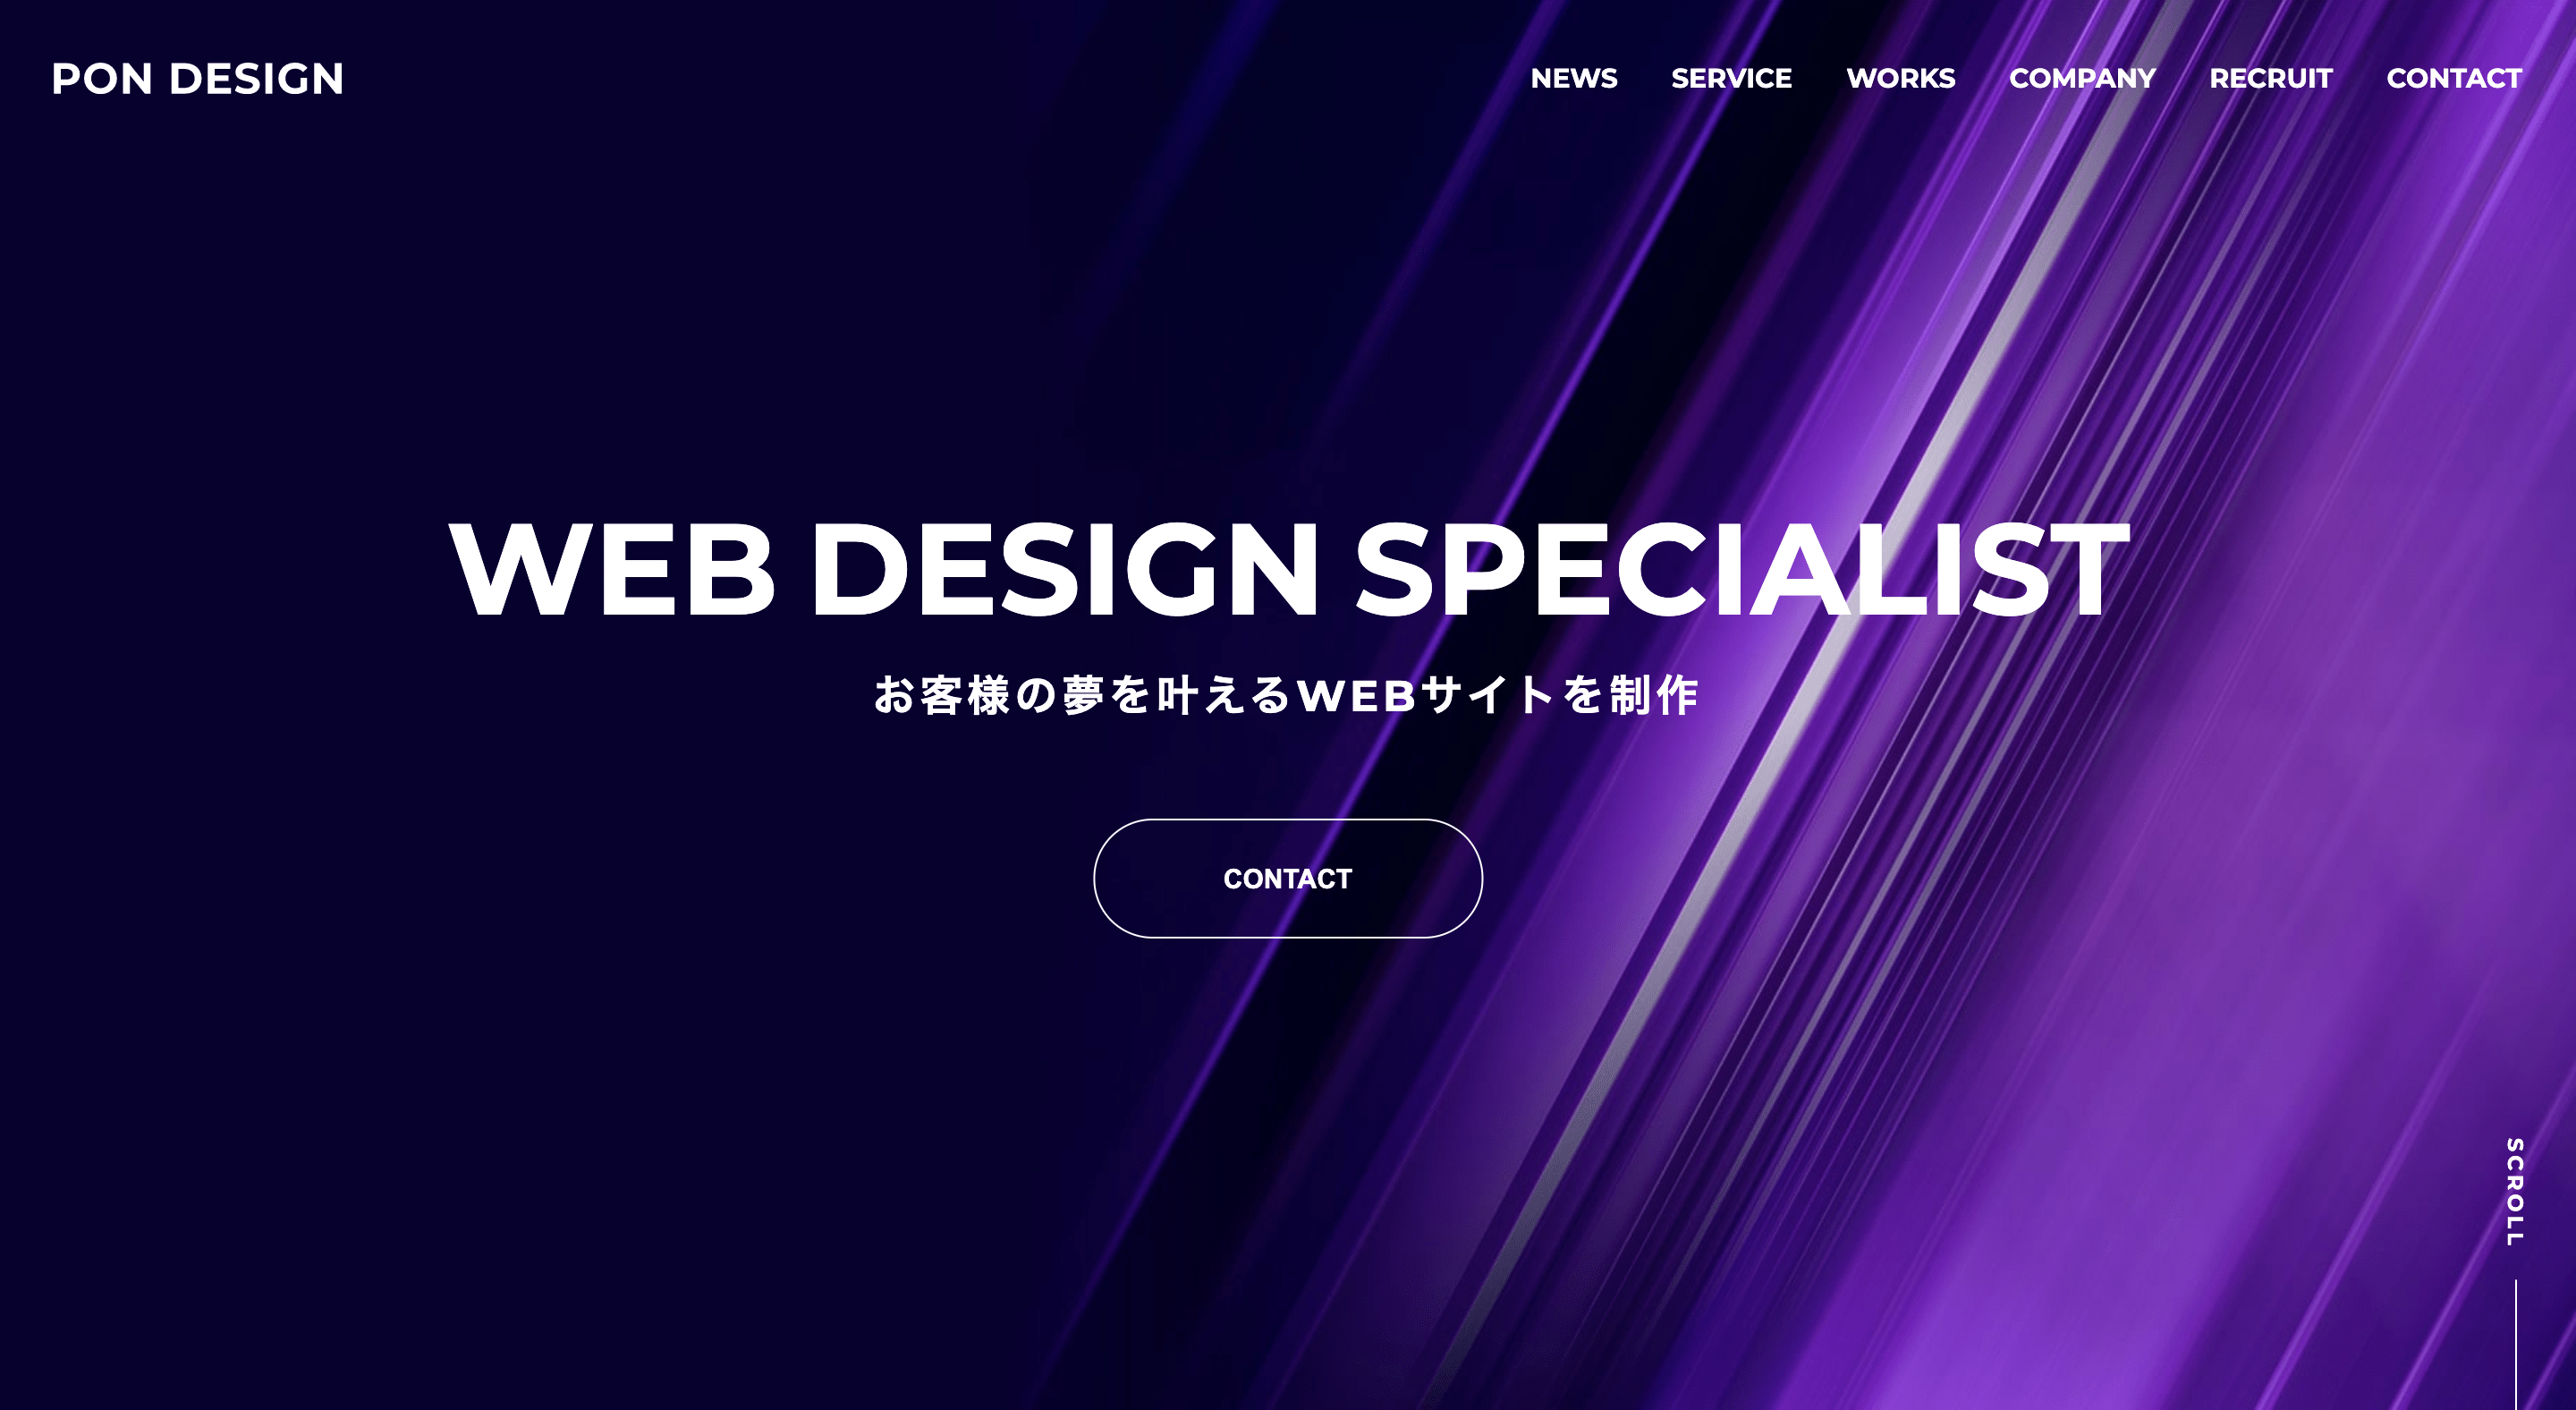 PON DESIGN
NEWS SERVICE WORKS COMPANY RECRUIT CONTACT
WEB DESIGN SPECIALIST
お客様の夢を叶えるWEBサイトを制作
CONTACT
SCROLL